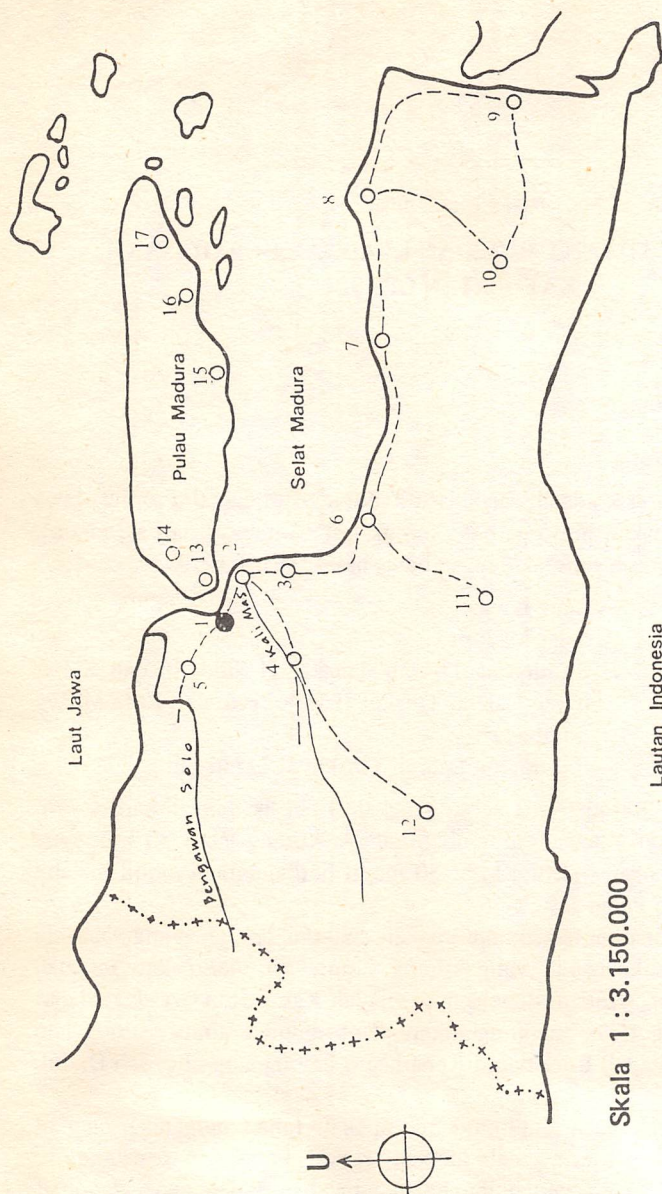 Laut Jawa
Pulau Madura
17
16
15
14
13
Bengawan Solo
5
1
2
Kali Mas
Selat Madura
3
4
U
6
8
7
9
10
11
12
Skala 1 : 3.150.000
Lautan Indonesia